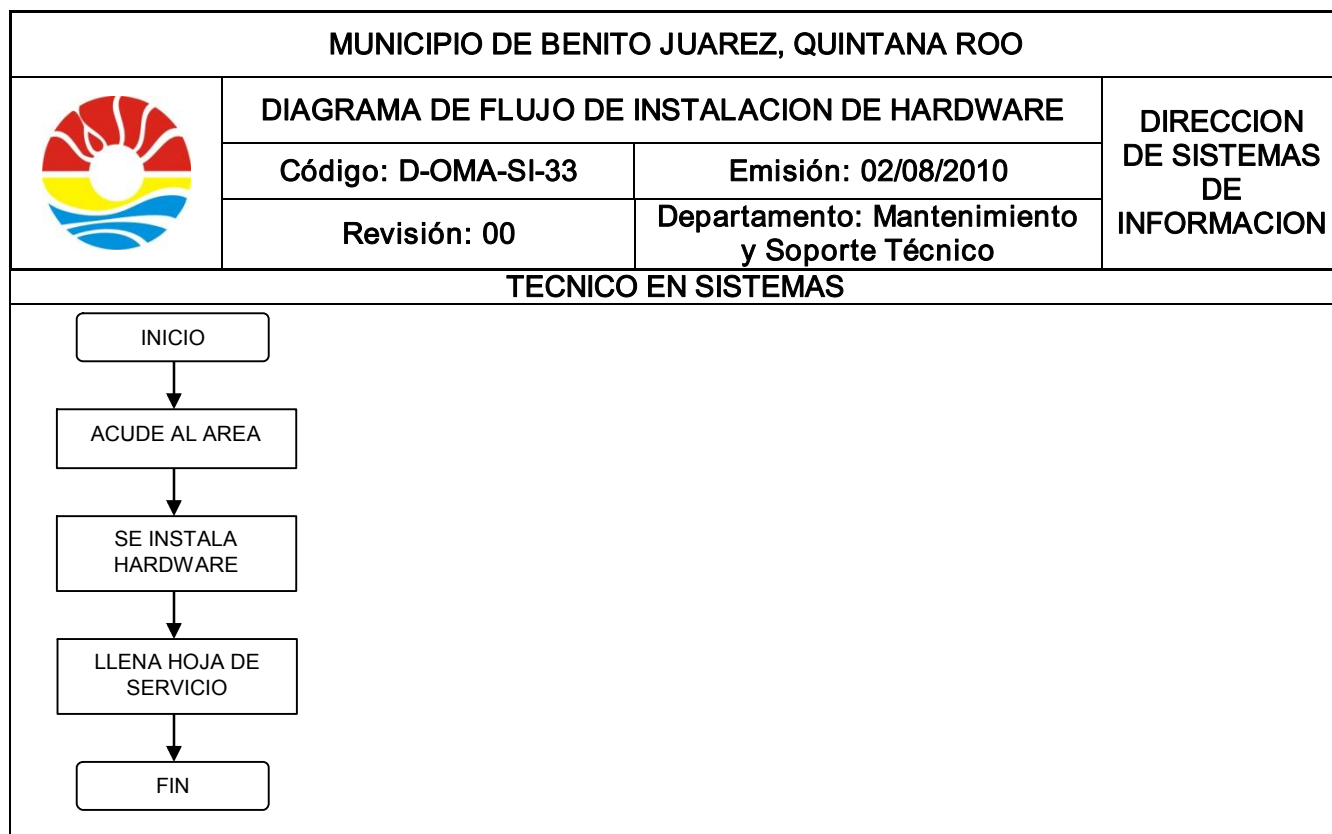 MUNICIPIO DE BENITO JUAREZ, QUINTANA ROO
DIAGRAMA DE FLUJO DE INSTALACION DE HARDWARE
Código: D-OMA-SI-33
Emisión: 02/08/2010
Revisión: 00
Departamento: Mantenimiento
y Soporte Técnico
DIRECCION
DE SISTEMAS
DE
INFORMACION
TECNICO EN SISTEMAS
INICIO
ACUDE AL AREA
SE INSTALA
HARDWARE
LLENA HOJA DE
SERVICIO
FIN